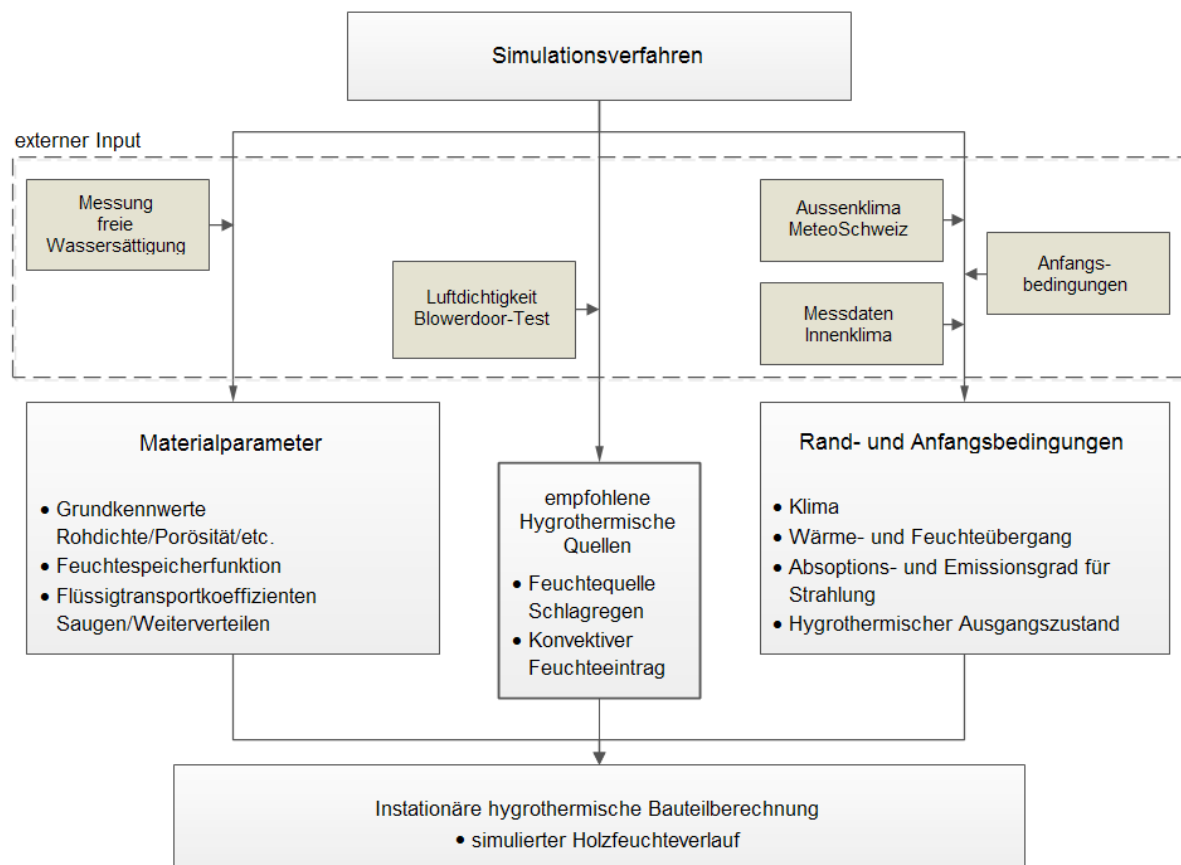 Simulationsverfahren
externer Input
Messung
freie
Wassersättigung
Luftdichtigkeit
Blowerdoor-Test
Aussenklima
MeteoSchweiz
Messdaten
Innenklima
Anfangs-
bedingungen
Materialparameter
• Grundkennwerte
Rohdichte/Porösität/etc.
• Feuchtespeicherfunktion
• Flüssigtransportkoeffizienten
Saugen/Weiterverteilen
empfohlene
Hygrothermische
Quellen
• Feuchtequelle
Schlagregen
• Konvektiver
Feuchteeintrag
Rand- und Anfangsbedingungen
• Klima
• Wärme- und Feuchteübergang
• Absoptions- und Emissionsgrad für
Strahlung
• Hygrothermischer Ausgangszustand
Instationäre hygrothermische Bauteilberechnung
• simulierter Holzfeuchteverlauf